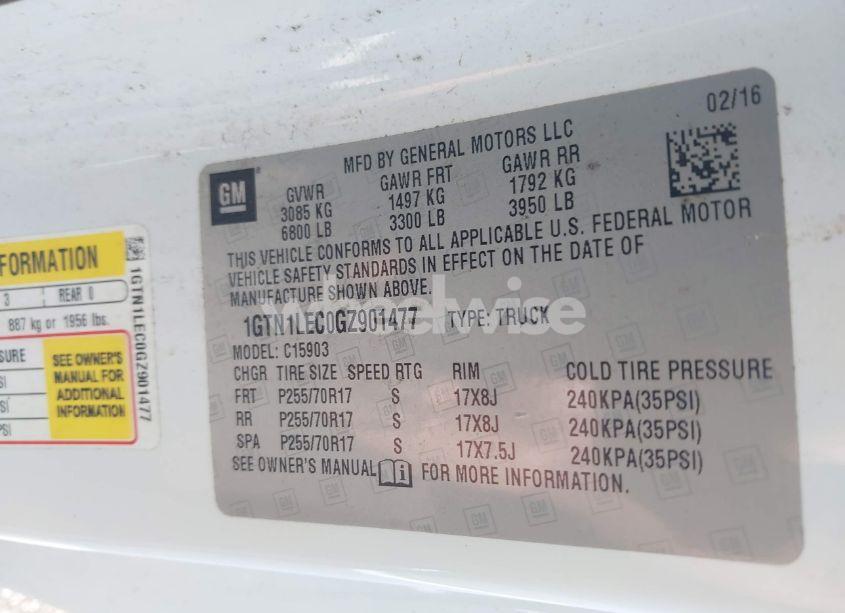 02/16
MFD BY GENERAL MOTORS LLC
GM
GVWR GAWR FRT GAWR RR
3085 KG 1497 KG 1792 KG
6800 LB 3300 LB 3950 LB
THIS VEHICLE CONFORMS TO ALL APPLICABLE U.S. FEDERAL MOTOR
VEHICLE SAFETY STANDARDS IN EFFECT ON THE DATE OF
MANUFACTURE SHOWN ABOVE.
1GTN1LEC0GZ901477 TYPE: TRUCK
MODEL: C15903
CHGR TIRE SIZE SPEED RTG RIM COLD TIRE PRESSURE
FRT P255/70R17 S 17X8J 240KPA(35PSI)
RR P255/70R17 S 17X8J 240KPA(35PSI)
SPA P255/70R17 S 17X7.5J 240KPA(35PSI)
SEE OWNER'S MANUAL FOR MORE INFORMATION.
FORMATION
3 REAR 0
887 kg or 1956 lbs.
SURE
SEE OWNER'S
MANUAL FOR
ADDITIONAL
INFORMATION
PSI
1GTN1LEC0GZ901477